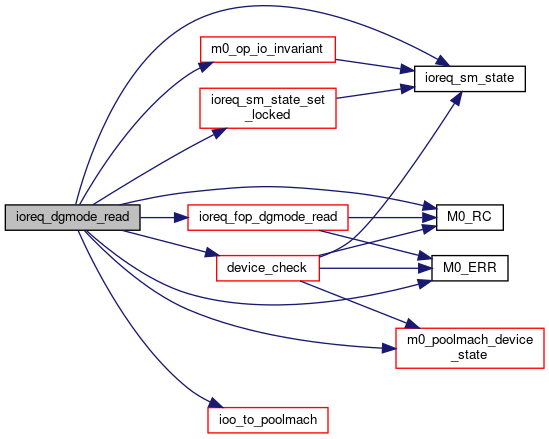 m0_op_io_invariant
ioreq_sm_state
ioreq_sm_state_set
_locked
ioreq_dgmode_read
ioreq_fop_dgmode_read
M0_RC
device_check
M0_ERR
m0_poolmach_device
_state
ioo_to_poolmach